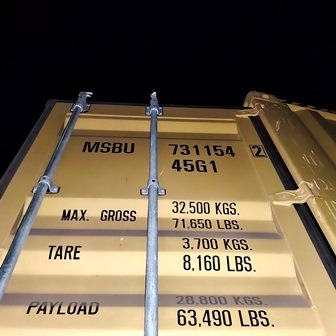 MSBU 731154 2
45G1
MAX. GROSS 32,500 KGS.
71,650 LBS.
TARE 3,700 KGS.
8,160 LBS.
PAYLOAD 28,800 KGS.
63,490 LBS.